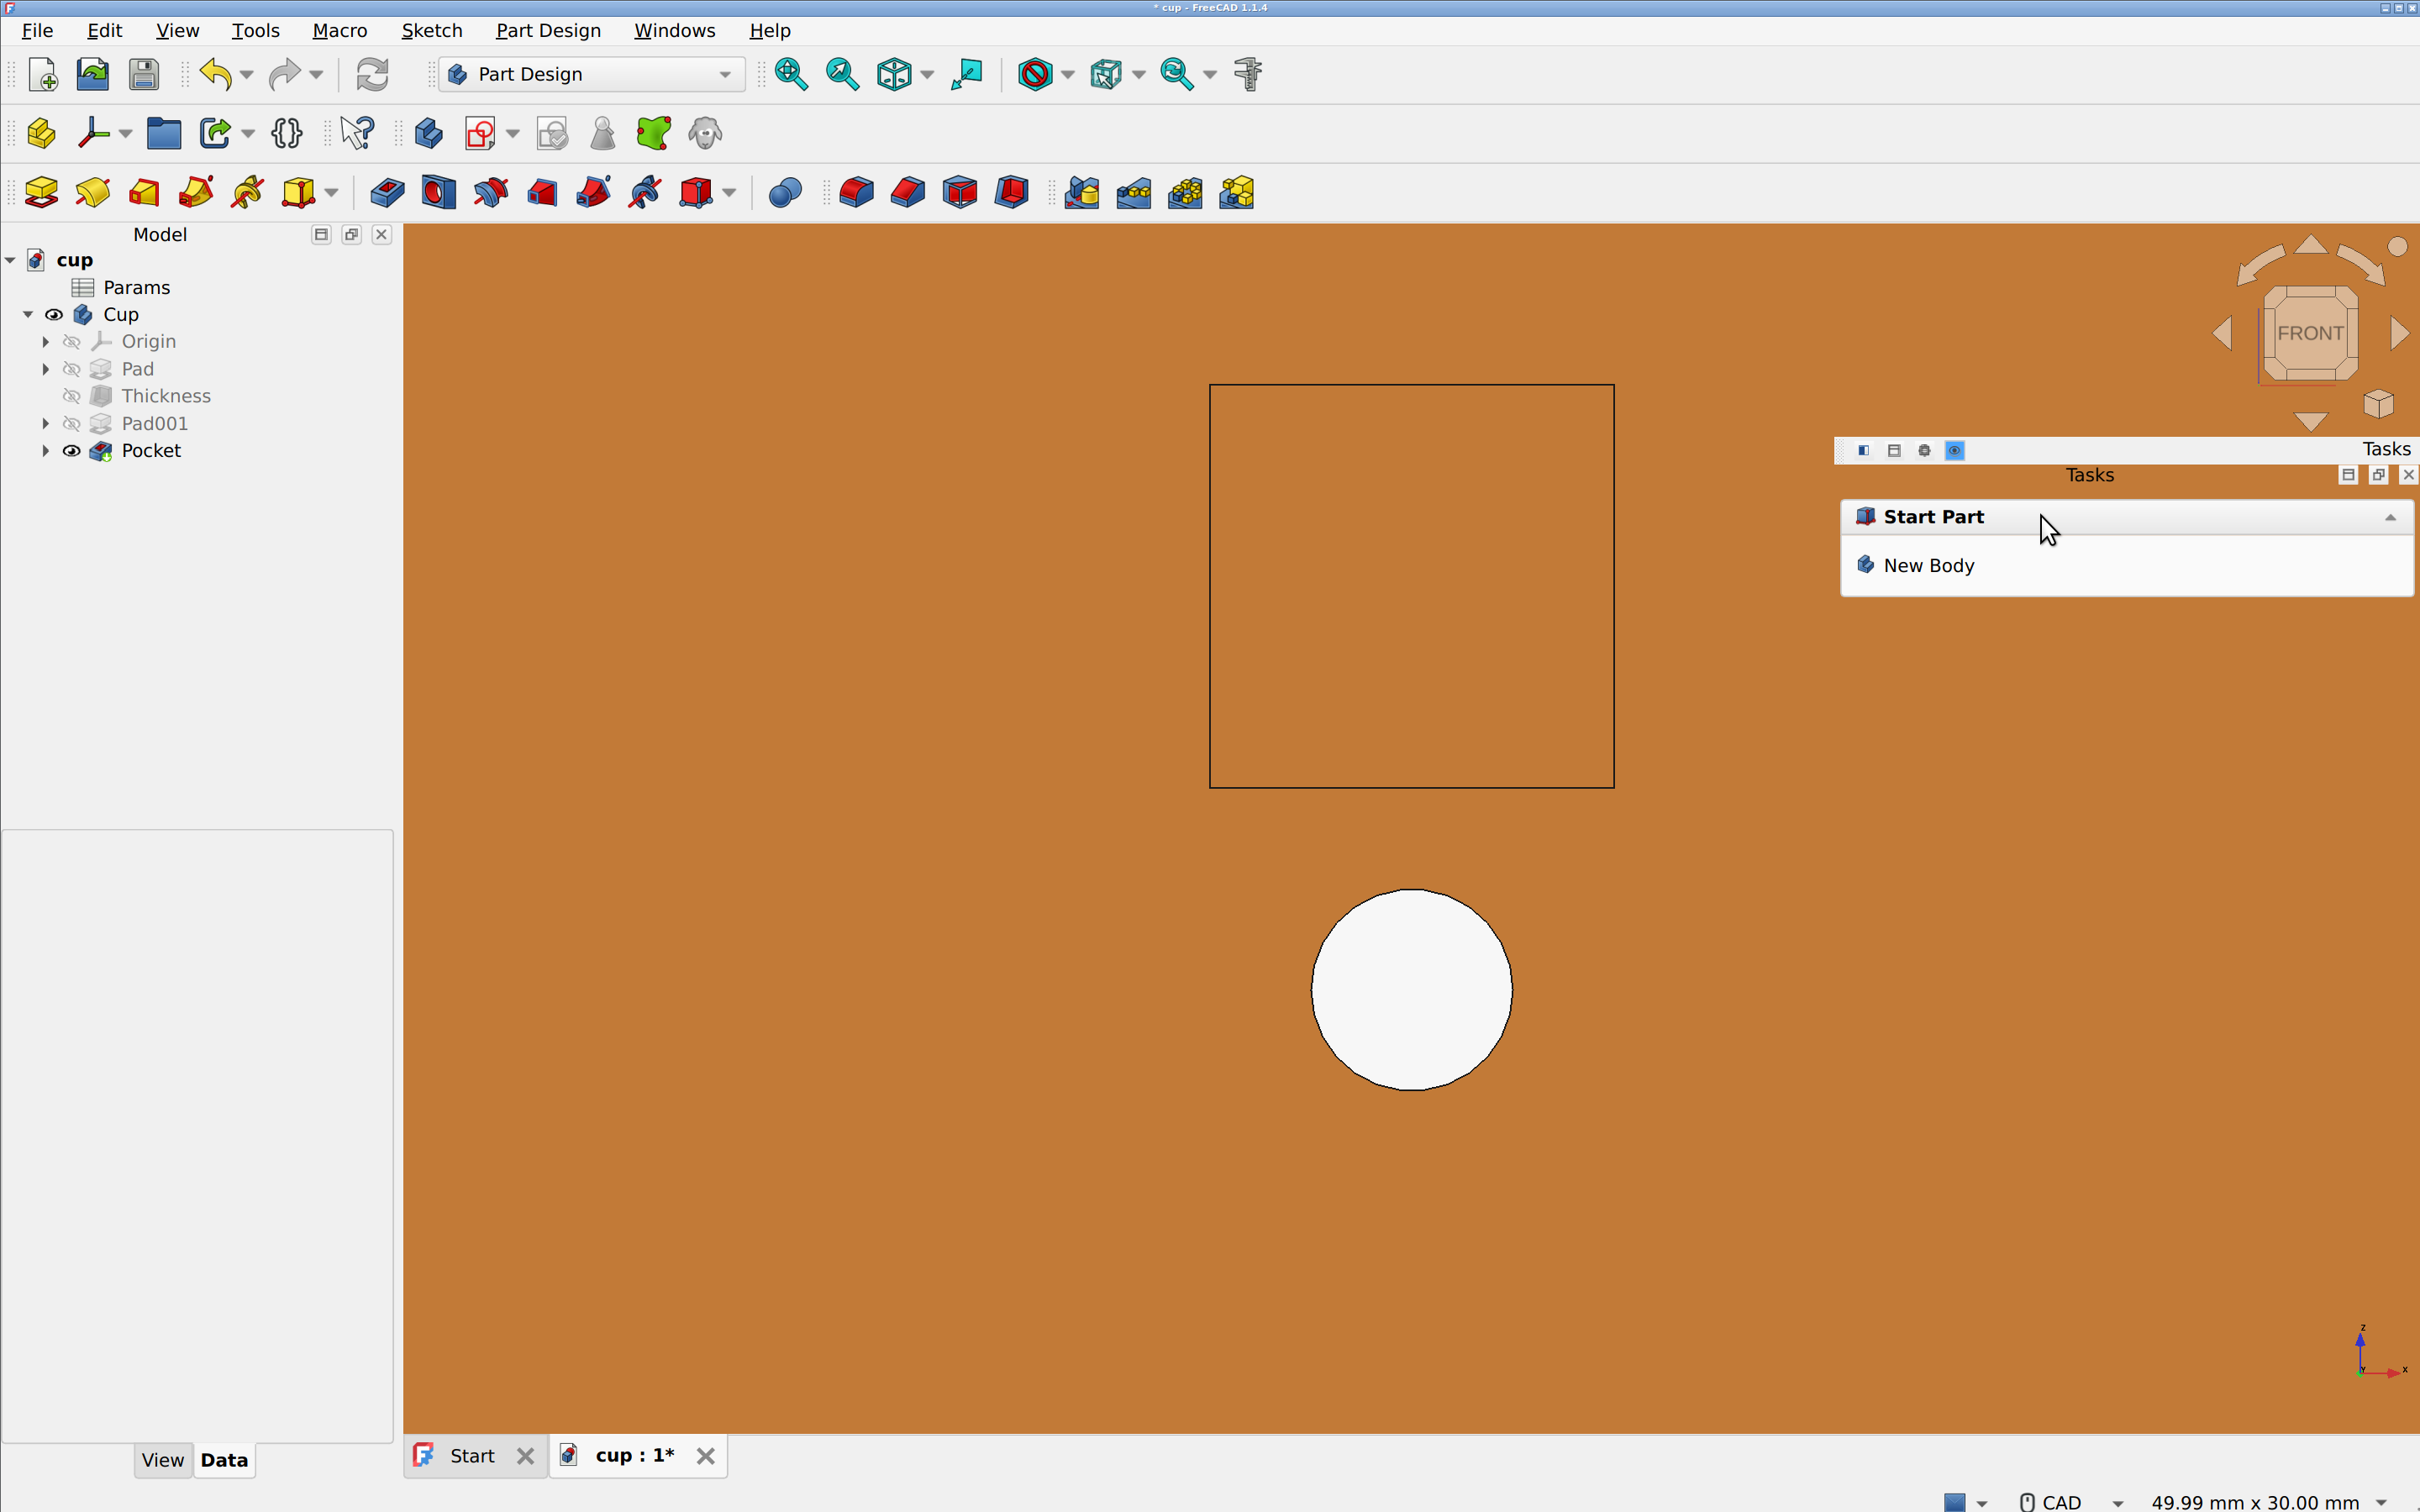 * cup - FreeCAD 1.1.4
File Edit View Tools Macro Sketch Part Design Windows Help
Part Design
Model
cup
Params
Cup
Origin
Pad
Thickness
Pad001
Pocket
FRONT
Tasks
Tasks
Start Part
New Body
z
Y
x
View Data
Start
cup : 1*
CAD
49.99 mm x 30.00 mm